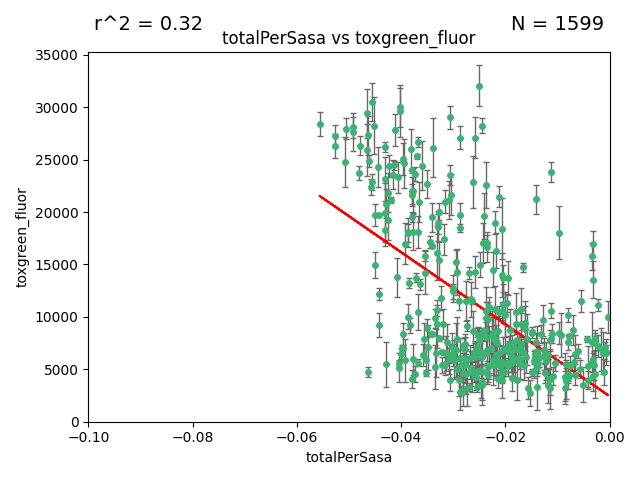 r^2 = 0.32
N = 1599
totalPerSasa vs toxgreen_fluor
35000
30000
25000
20000
15000
10000
5000
0
toxgreen_fluor
−0.10
−0.08
−0.06
−0.04
−0.02
0.00
totalPerSasa